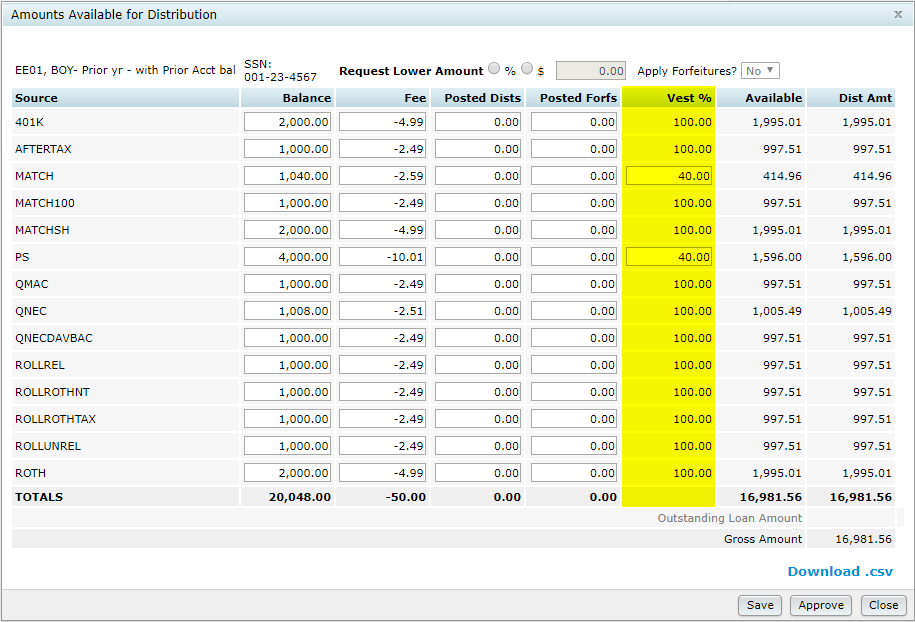 Amounts Available for Distribution x
EE01, BOY- Prior yr - with Prior Acct bal SSN: 001-23-4567 Request Lower Amount % $ 0.00 Apply Forfeitures? No
Source Balance Fee Posted Dists Posted Forfs Vest % Available Dist Amt
401K 2,000.00 -4.99 0.00 0.00 100.00 1,995.01 1,995.01
AFTERTAX 1,000.00 -2.49 0.00 0.00 100.00 997.51 997.51
MATCH 1,040.00 -2.59 0.00 0.00 40.00 414.96 414.96
MATCH100 1,000.00 -2.49 0.00 0.00 100.00 997.51 997.51
MATCHSH 2,000.00 -4.99 0.00 0.00 100.00 1,995.01 1,995.01
PS 4,000.00 -10.01 0.00 0.00 40.00 1,596.00 1,596.00
QMAC 1,000.00 -2.49 0.00 0.00 100.00 997.51 997.51
QNEC 1,008.00 -2.51 0.00 0.00 100.00 1,005.49 1,005.49
QNECDAVBAC 1,000.00 -2.49 0.00 0.00 100.00 997.51 997.51
ROLLREL 1,000.00 -2.49 0.00 0.00 100.00 997.51 997.51
ROLLROTHNT 1,000.00 -2.49 0.00 0.00 100.00 997.51 997.51
ROLLROTHTAX 1,000.00 -2.49 0.00 0.00 100.00 997.51 997.51
ROLLUNREL 1,000.00 -2.49 0.00 0.00 100.00 997.51 997.51
ROTH 2,000.00 -4.99 0.00 0.00 100.00 1,995.01 1,995.01
TOTALS 20,048.00 -50.00 0.00 0.00 16,981.56 16,981.56
Outstanding Loan Amount
Gross Amount 16,981.56
Download .csv
Save Approve Close